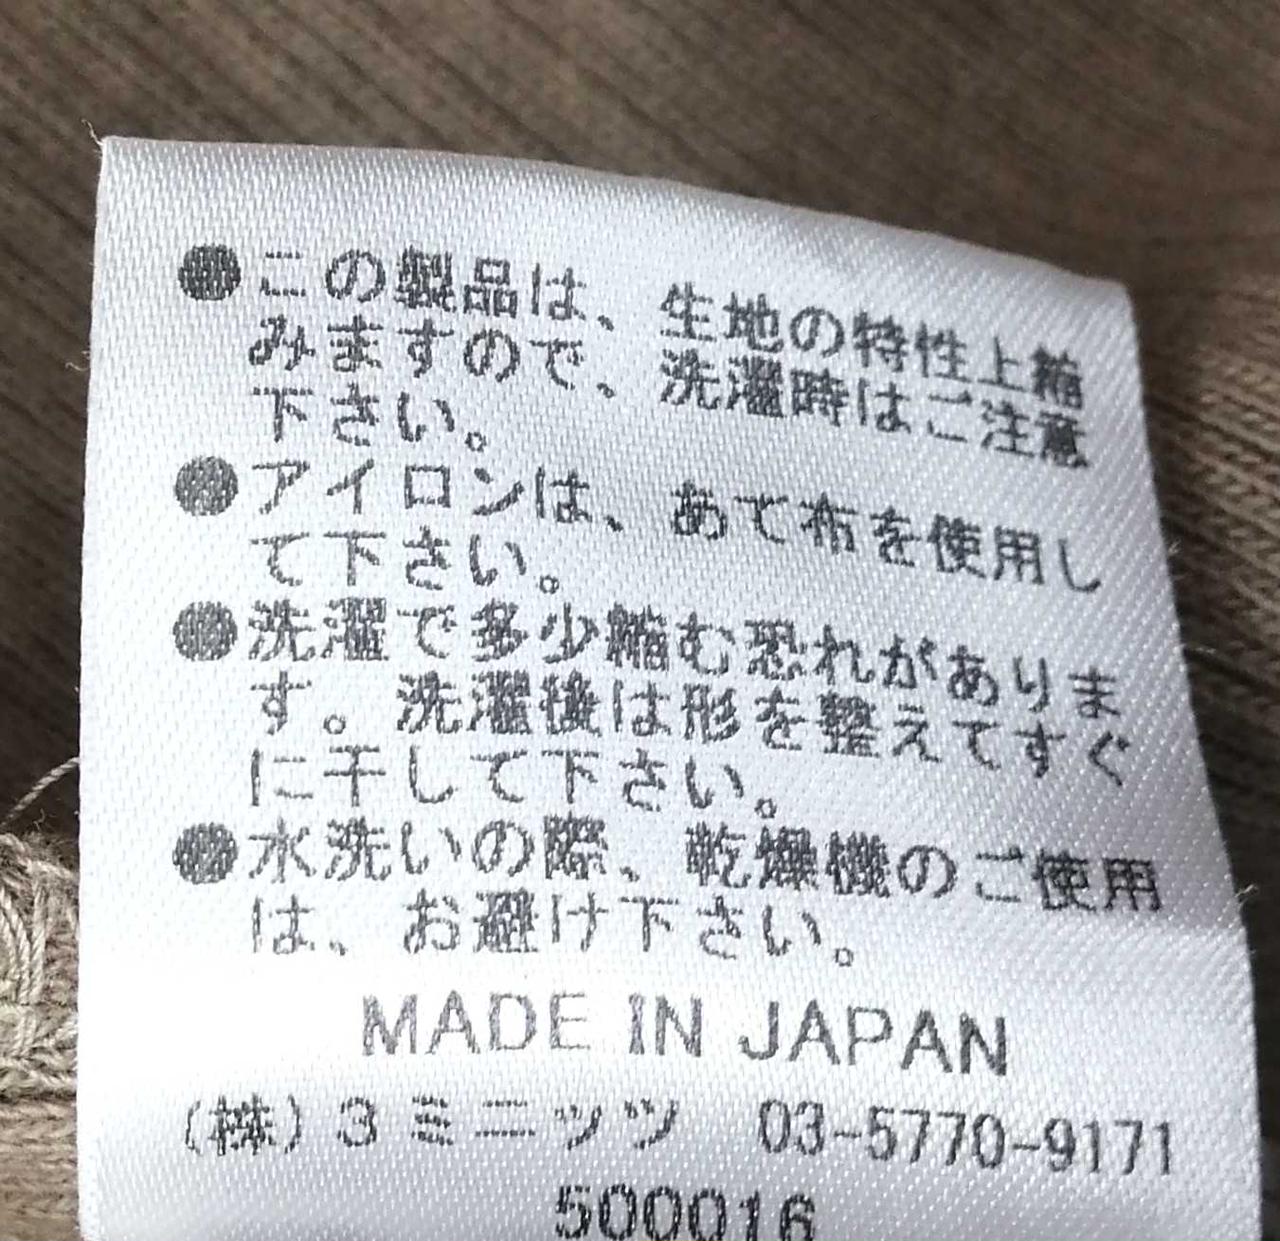 ●この製品は、生地の特性上縮
みますので、洗濯時はご注意
下さい。
●アイロンは、あて布を使用し
て下さい。
●洗濯で多少縮む恐れがありま
す。洗濯後は形を整えてすぐ
に干して下さい。
●水洗いの際、乾燥機のご使用
は、お避け下さい。
MADE IN JAPAN
(株)3ミニッツ 03-5770-9171
500016